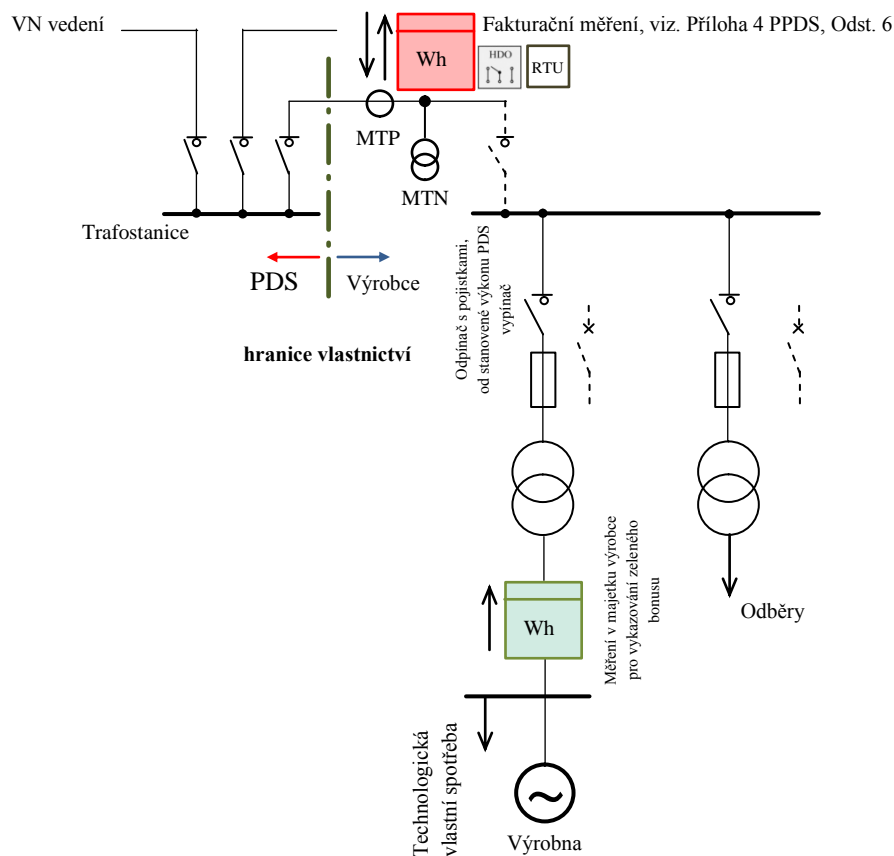 VN vedení
Fakturační měření, viz. Příloha 4 PPDS, Odst. 6
Wh
HDO
RTU
MTP
MTN
Trafostanice
PDS
Výrobce
hranice vlastnictví
Odpínač s pojistkami,
od stanovené výkonu PDS
vypínač
Měření v majetku výrobce
pro vykazování zeleného
bonusu
Wh
Odběry
Technologická
vlastní spotřeba
Výrobna